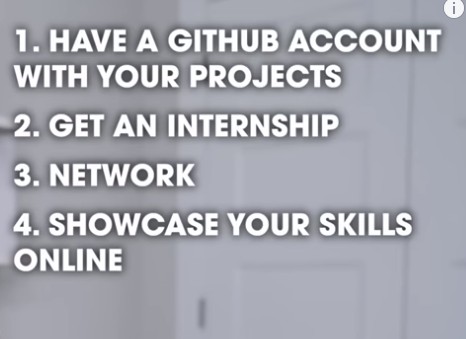 1. HAVE A GITHUB ACCOUNT
WITH YOUR PROJECTS
2. GET AN INTERNSHIP
3. NETWORK
4. SHOWCASE YOUR SKILLS
ONLINE